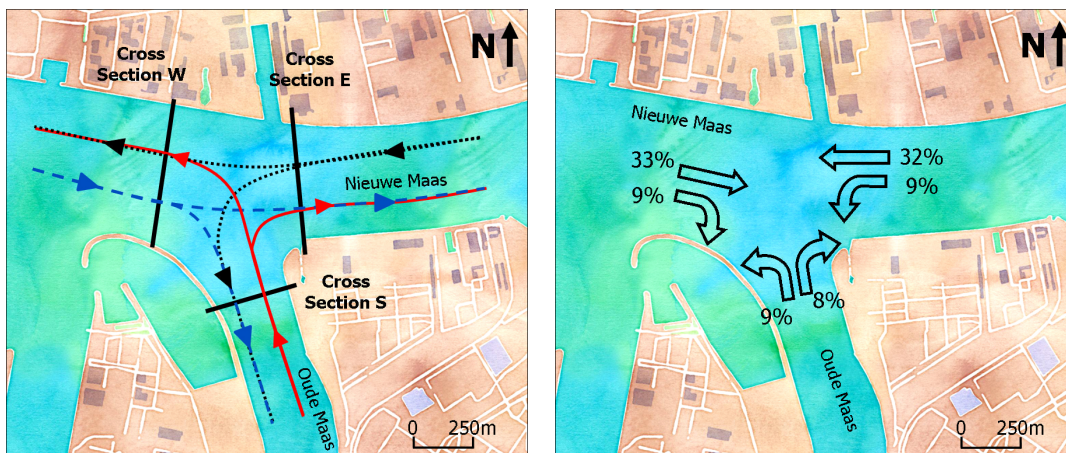 Cross
Section W
Cross
Section E
N
Nieuwe Maas
Cross
Section S
Oude Maas
0
250m
N
Nieuwe Maas
33%
32%
9%
9%
9%
8%
Oude Maas
0
250m